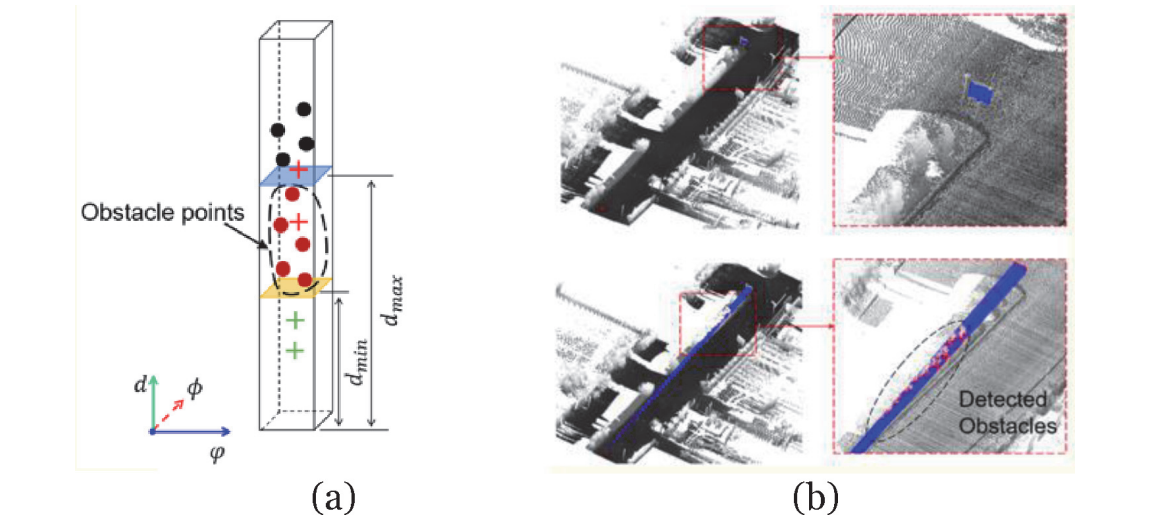 Obstacle points
d_max
d_min
d
ϕ
φ
Detected
Obstacles
(a)
(b)